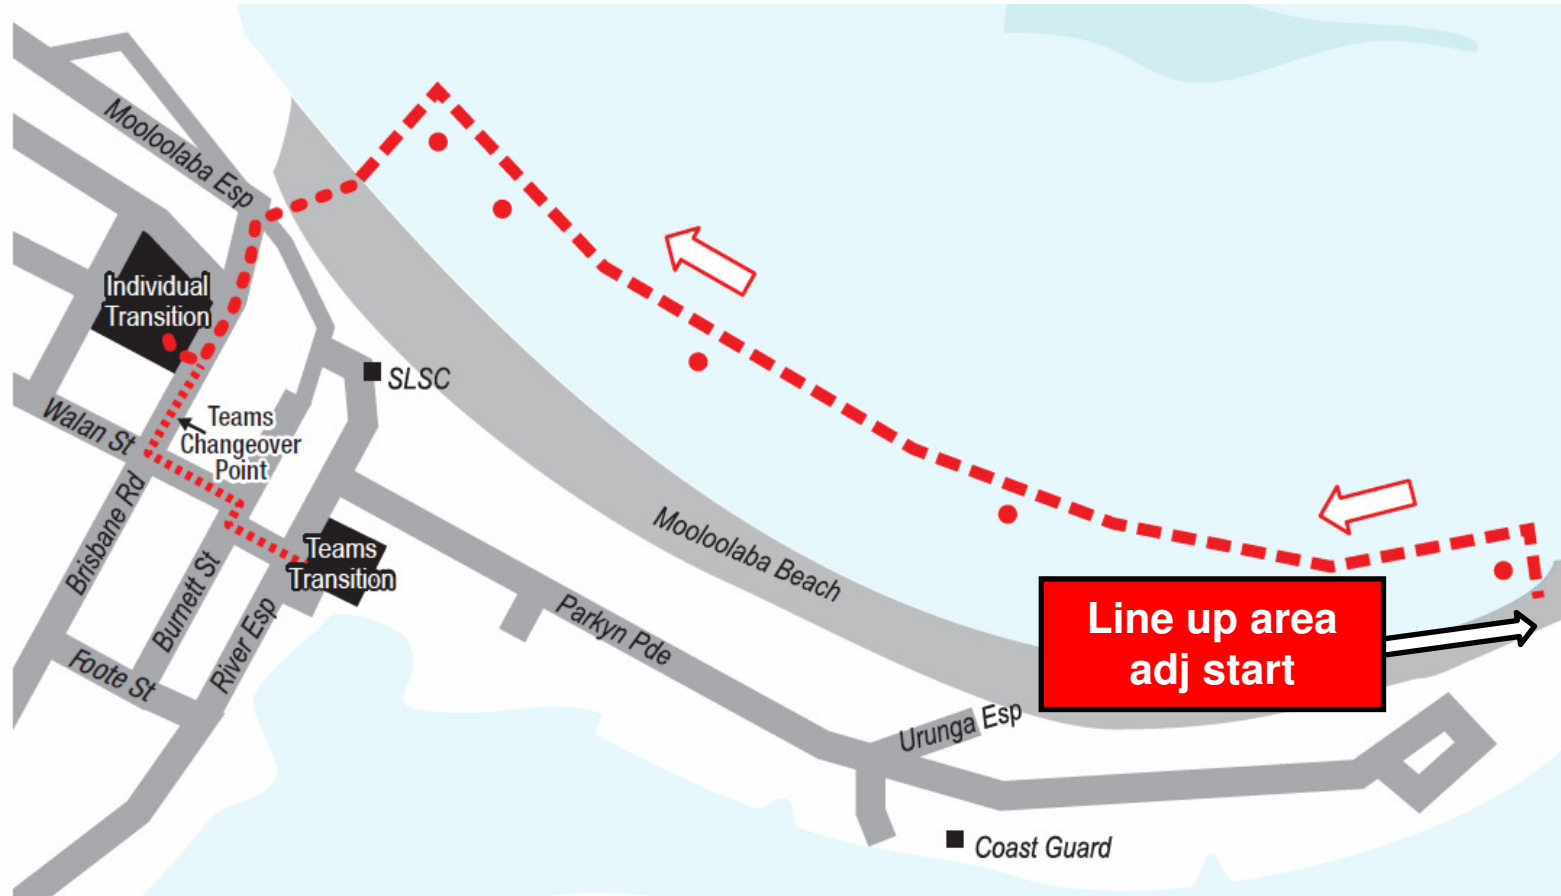 Mooloolaba Esp
Individual
Transition
SLSC
Walan St
Teams
Changeover
Point
Brisbane Rd
Teams
Transition
Mooloolaba Beach
Burnett St
River Esp
Foote St
Parkyn Pde
Line up area
adj start
Urunga Esp
Coast Guard